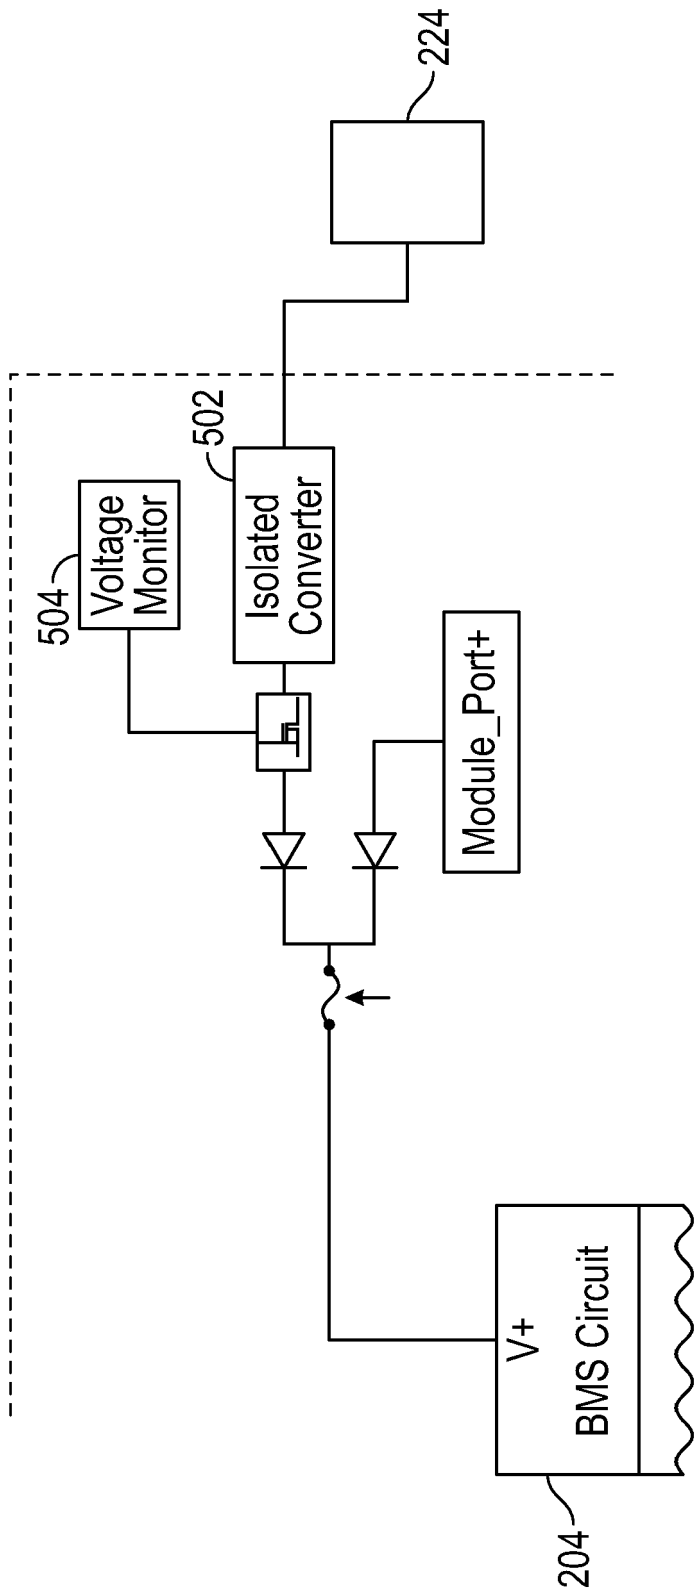 224
504
Voltage
Monitor
502
Isolated
Converter
Module_Port+
V+
BMS Circuit
204